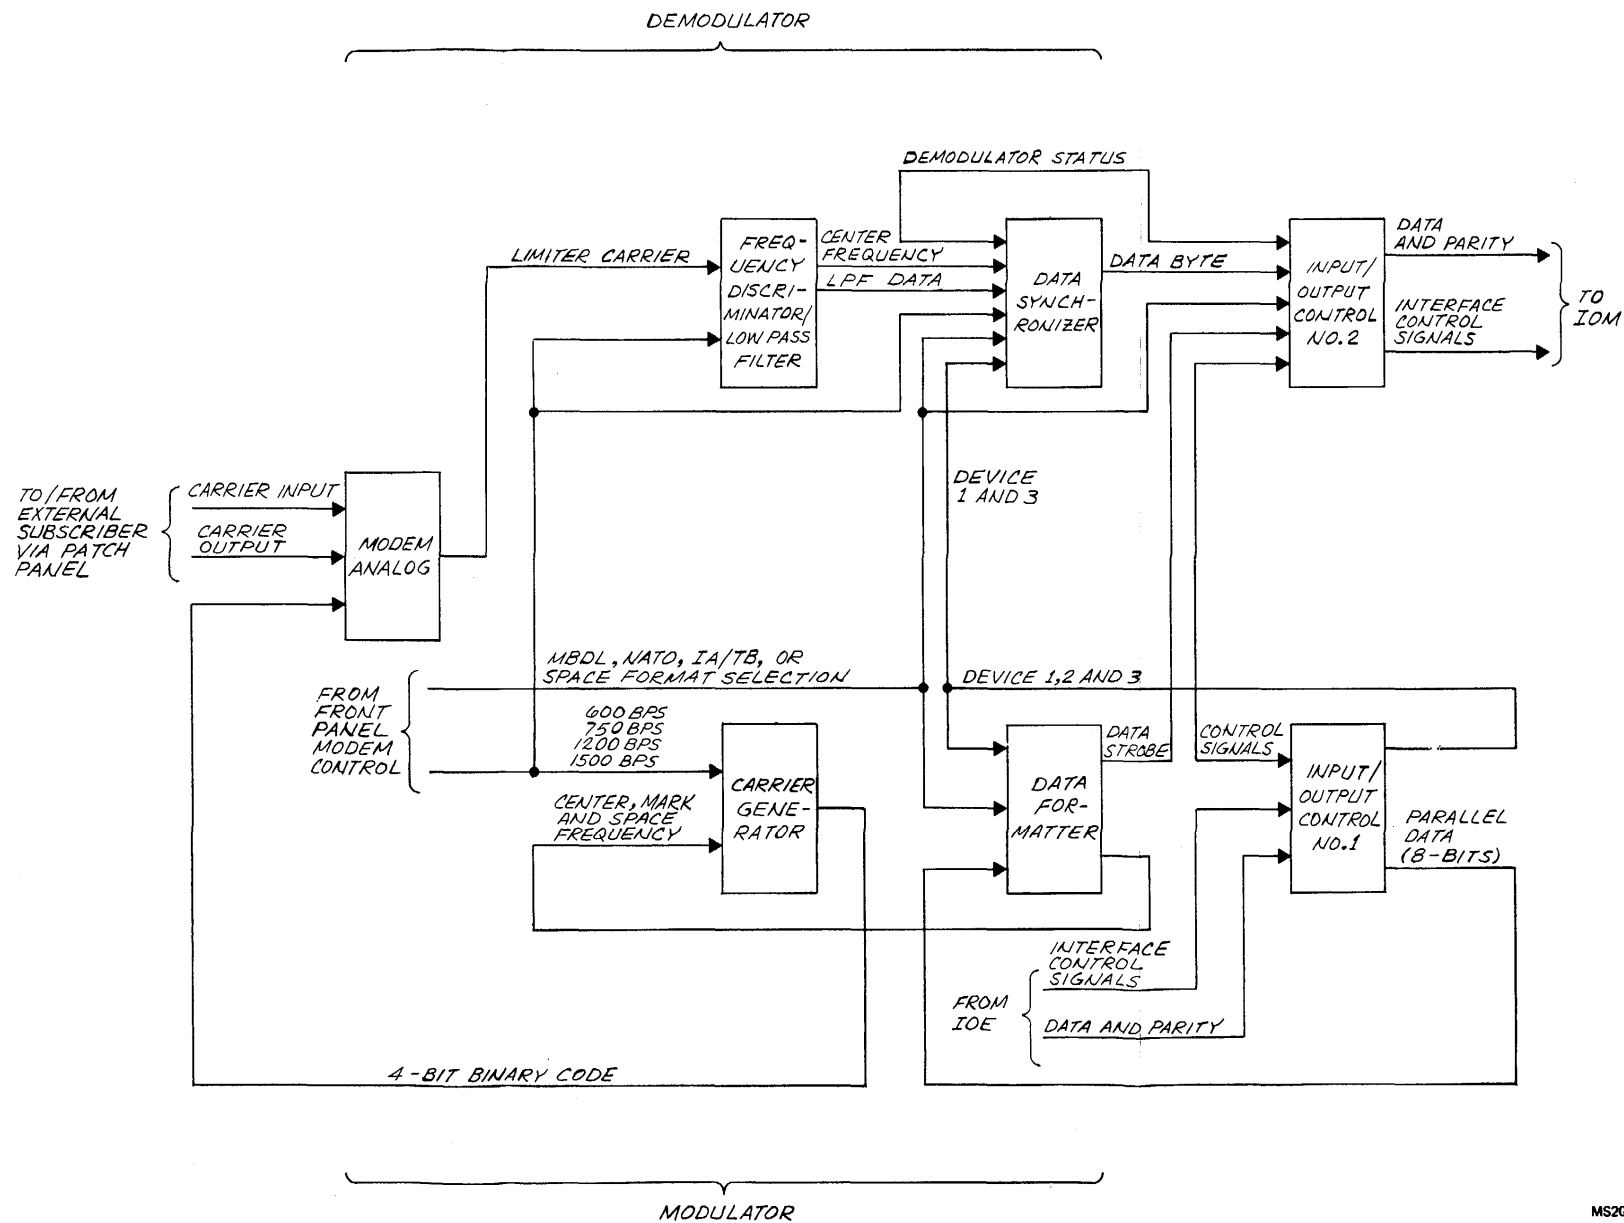 DEMODULATOR
DEMODULATOR STATUS
LIMITER CARRIER
FREQ-
UENCY
DISCRI-
MINATOR/
LOW PASS
FILTER
CENTER
FREQUENCY
LPF DATA
DATA
SYNCH-
RONIZER
DATA BYTE
INPUT/
OUTPUT
CONTROL
NO.2
DATA
AND PARITY
INTERFACE
CONTROL
SIGNALS
TO
IOM
DEVICE
1 AND 3
TO/FROM
EXTERNAL
SUBSCRIBER
VIA PATCH
PANEL
CARRIER INPUT
CARRIER
OUTPUT
MODEM
ANALOG
MBDL, NATO, IA/TB, OR
SPACE FORMAT SELECTION
DEVICE 1,2 AND 3
FROM
FRONT
PANEL
MODEM
CONTROL
600 BPS
750 BPS
1200 BPS
1500 BPS
CENTER, MARK
AND SPACE
FREQUENCY
CARRIER
GENE-
RATOR
DATA
FOR-
MATTER
DATA
STROBE
CONTROL
SIGNALS
INPUT/
OUTPUT
CONTROL
NO.1
PARALLEL
DATA
(8-BITS)
INTERFACE
CONTROL
SIGNALS
FROM
IOE
DATA AND PARITY
4-BIT BINARY CODE
MODULATOR